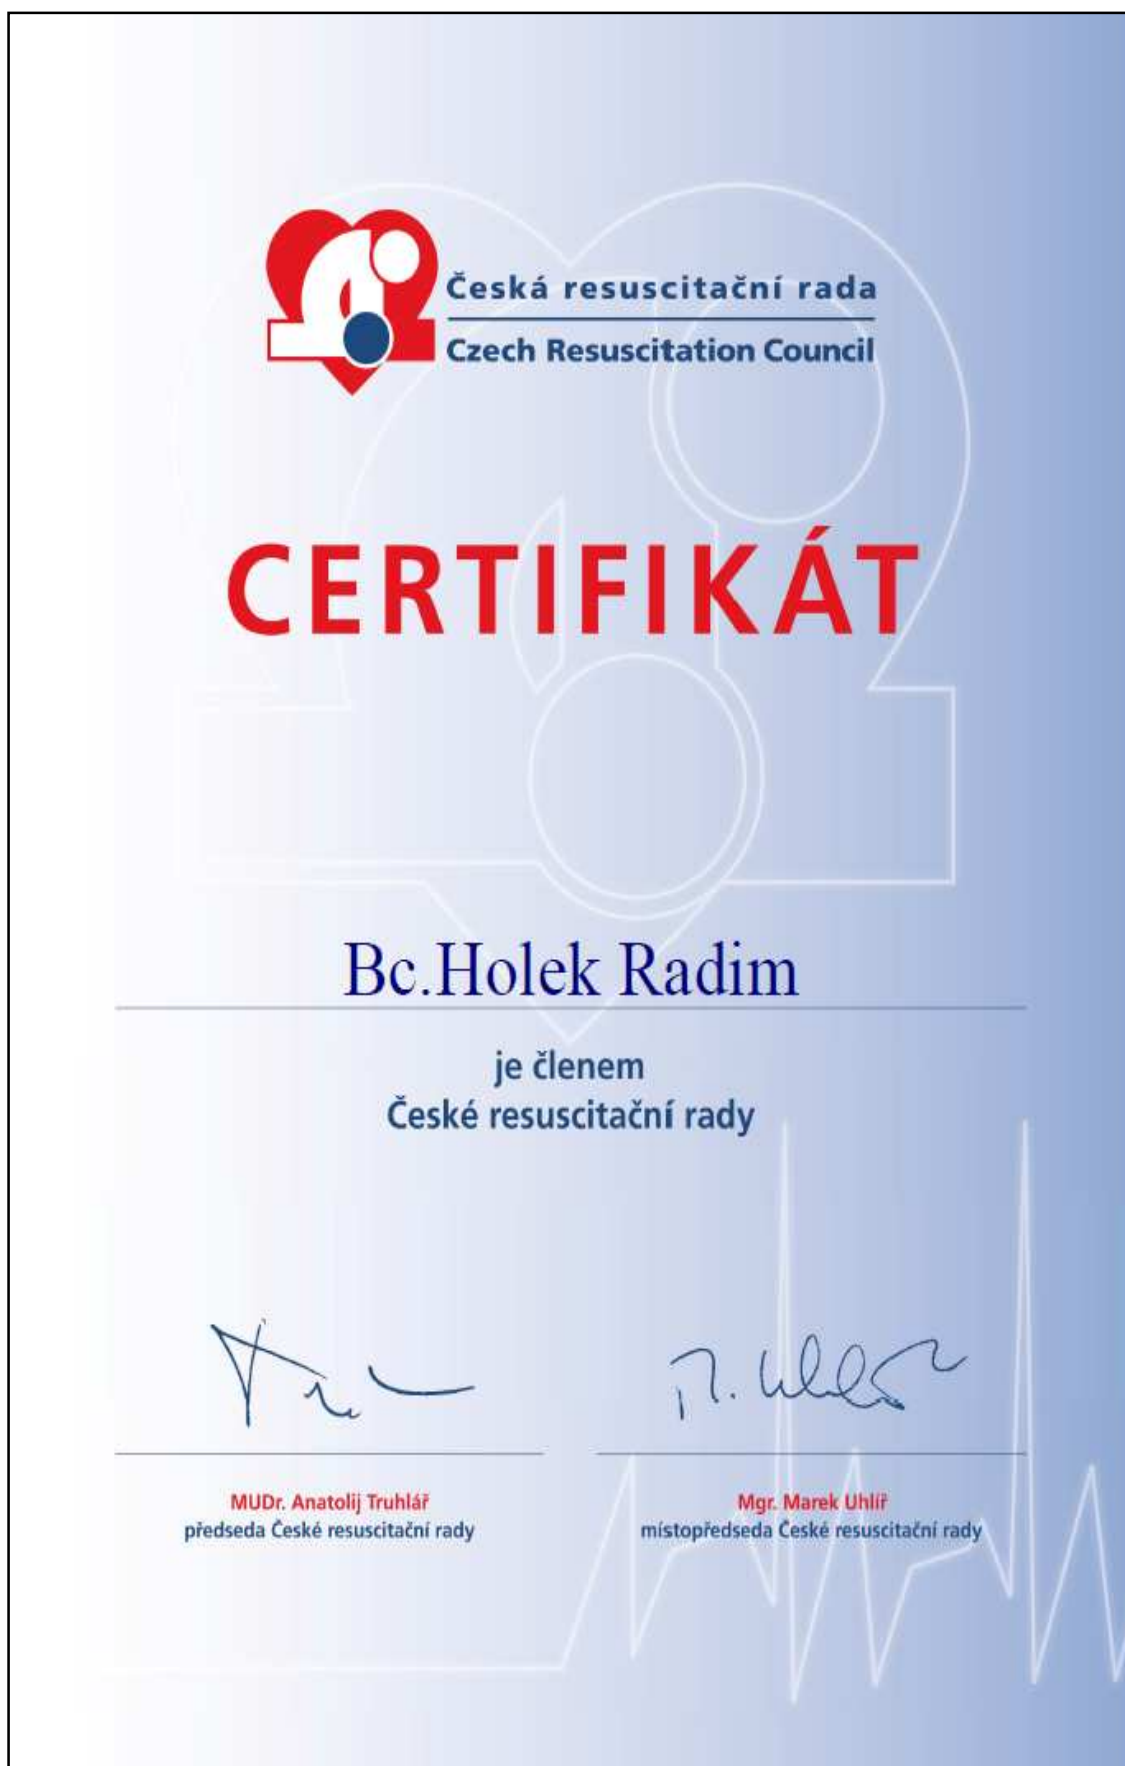 Česká resuscitační rada
Czech Resuscitation Council
CERTIFIKÁT
Bc.Holek Radim
je členem
České resuscitační rady
MUDr. Anatolij Truhlář
předseda České resuscitační rady
Mgr. Marek Uhlíř
místopředseda České resuscitační rady